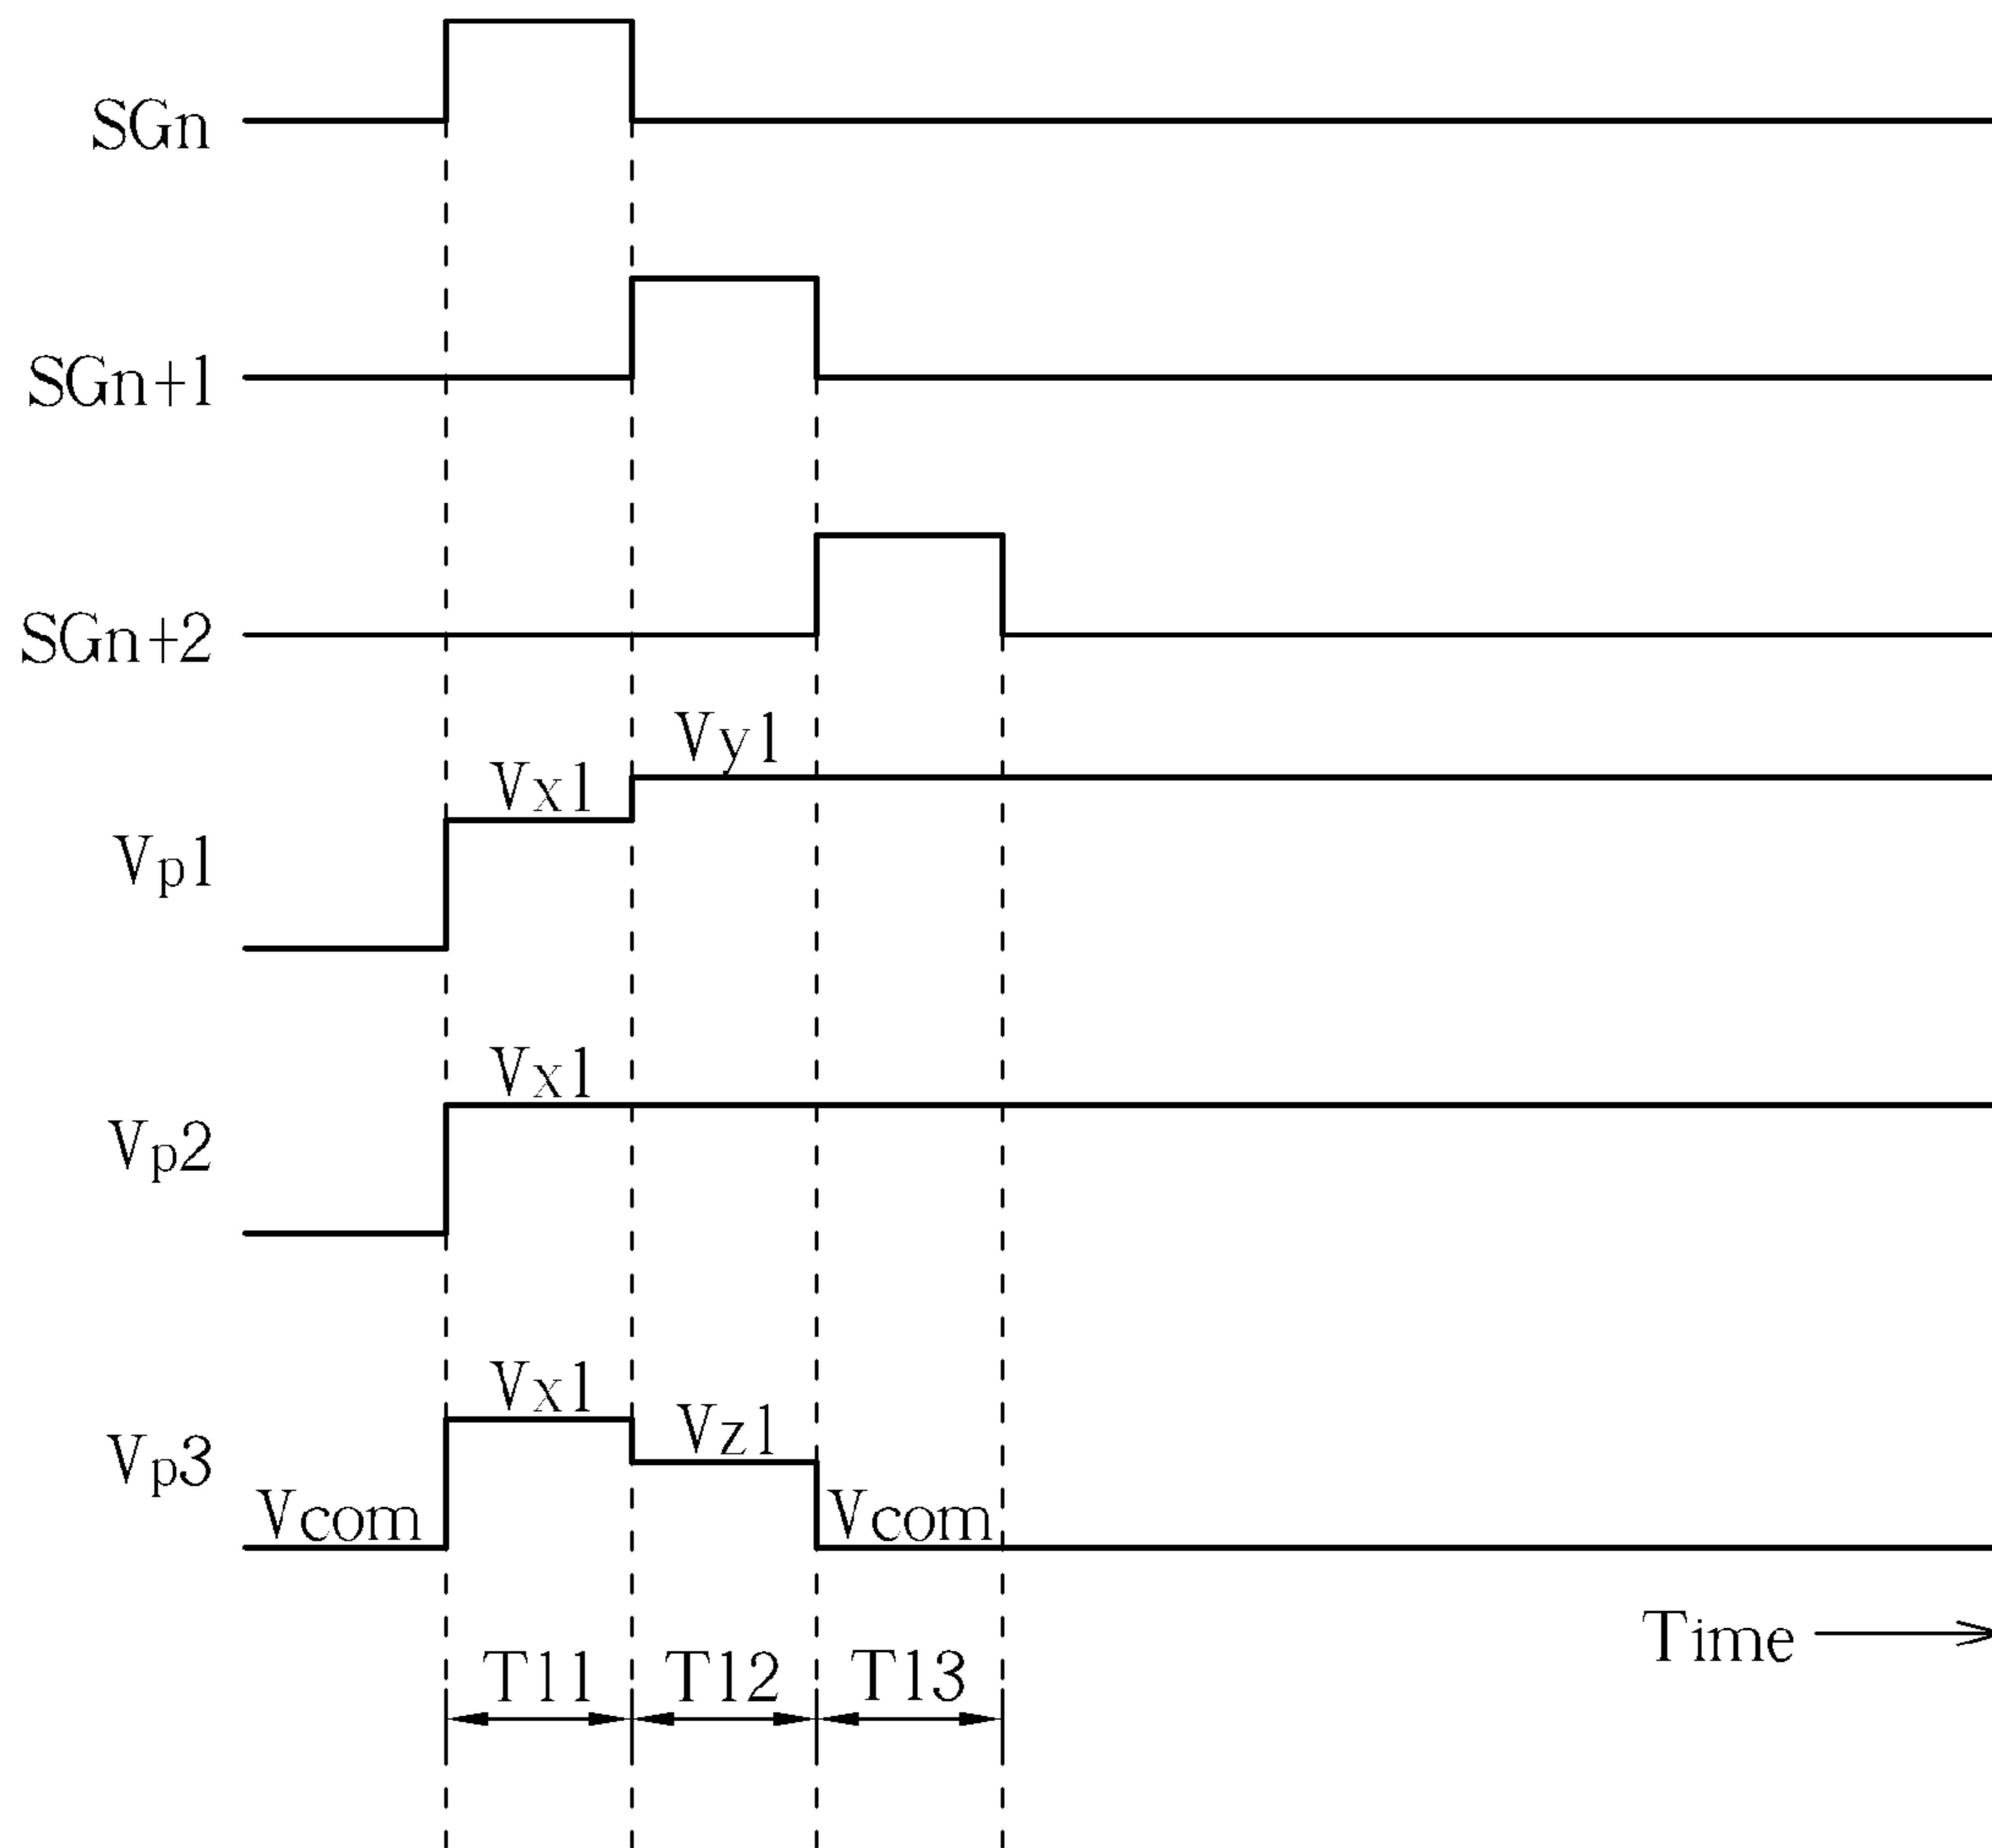 SGn
SGn+1
SGn+2
Vy1
Vx1
Vp1
Vx1
Vp2
Vx1
Vz1
Vp3
Vcom
Vcom
Time
T11
T12
T13